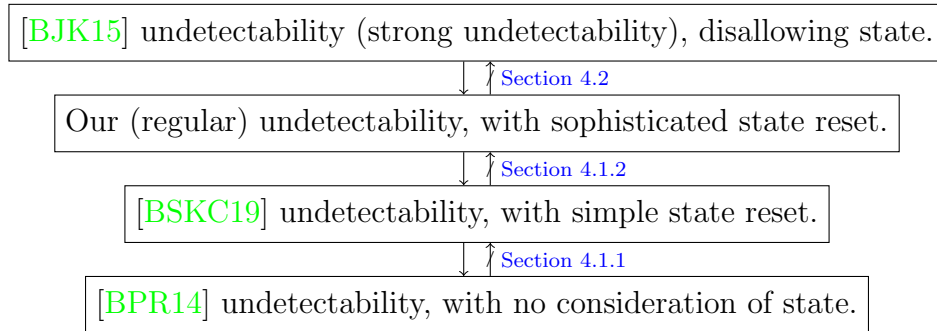 [BJK15] undetectability (strong undetectability), disallowing state.
Section 4.2
Our (regular) undetectability, with sophisticated state reset.
Section 4.1.2
[BSKC19] undetectability, with simple state reset.
Section 4.1.1
[BPR14] undetectability, with no consideration of state.